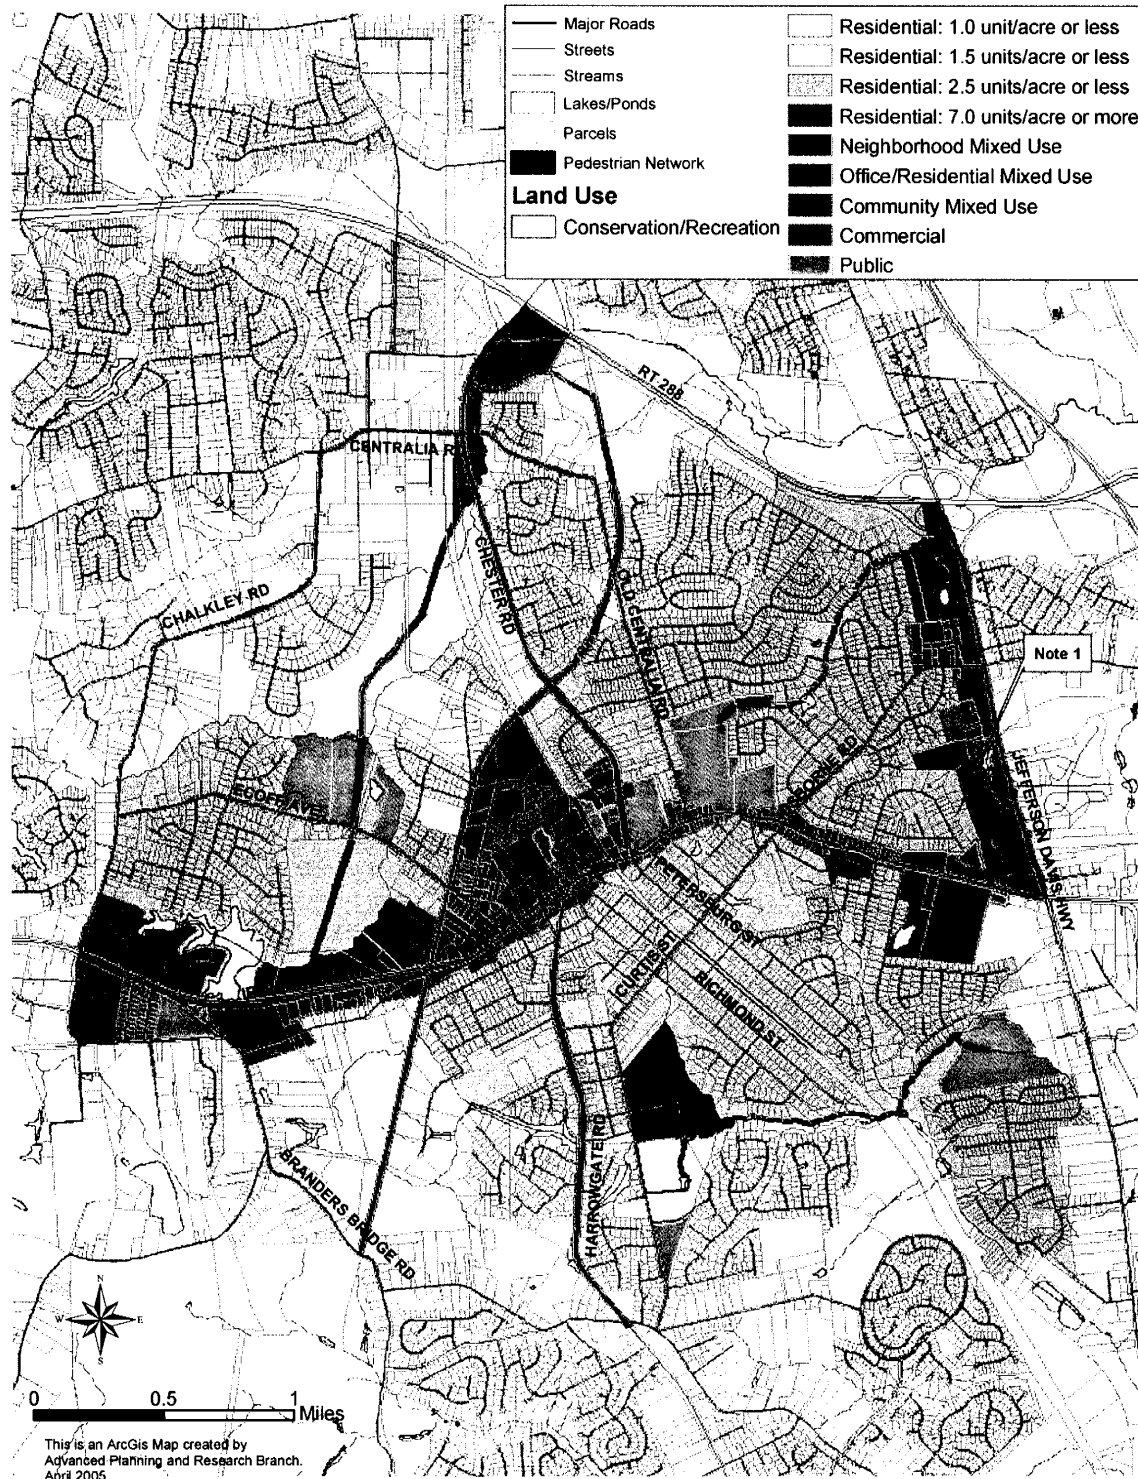 Major Roads
Streets
Streams
Lakes/Ponds
Parcels
Pedestrian Network
Land Use
Conservation/Recreation
Residential: 1.0 unit/acre or less
Residential: 1.5 units/acre or less
Residential: 2.5 units/acre or less
Residential: 7.0 units/acre or more
Neighborhood Mixed Use
Office/Residential Mixed Use
Community Mixed Use
Commercial
Public
RT 288
CENTRALIA RD
CHESTER RD
OLD CENTRALIA RD
CHALKLEY RD
Note 1
ECOFF AVE
OSBORNE RD
JEFFERSON DAVIS HWY
PETERSBURG ST
CURTIS ST
RICHMOND ST
HARROWGATE RD
BRANDERS BRIDGE RD
N
W
E
S
0 0.5 1
Miles
This is an ArcGis Map created by
Advanced Planning and Research Branch.
April 2005